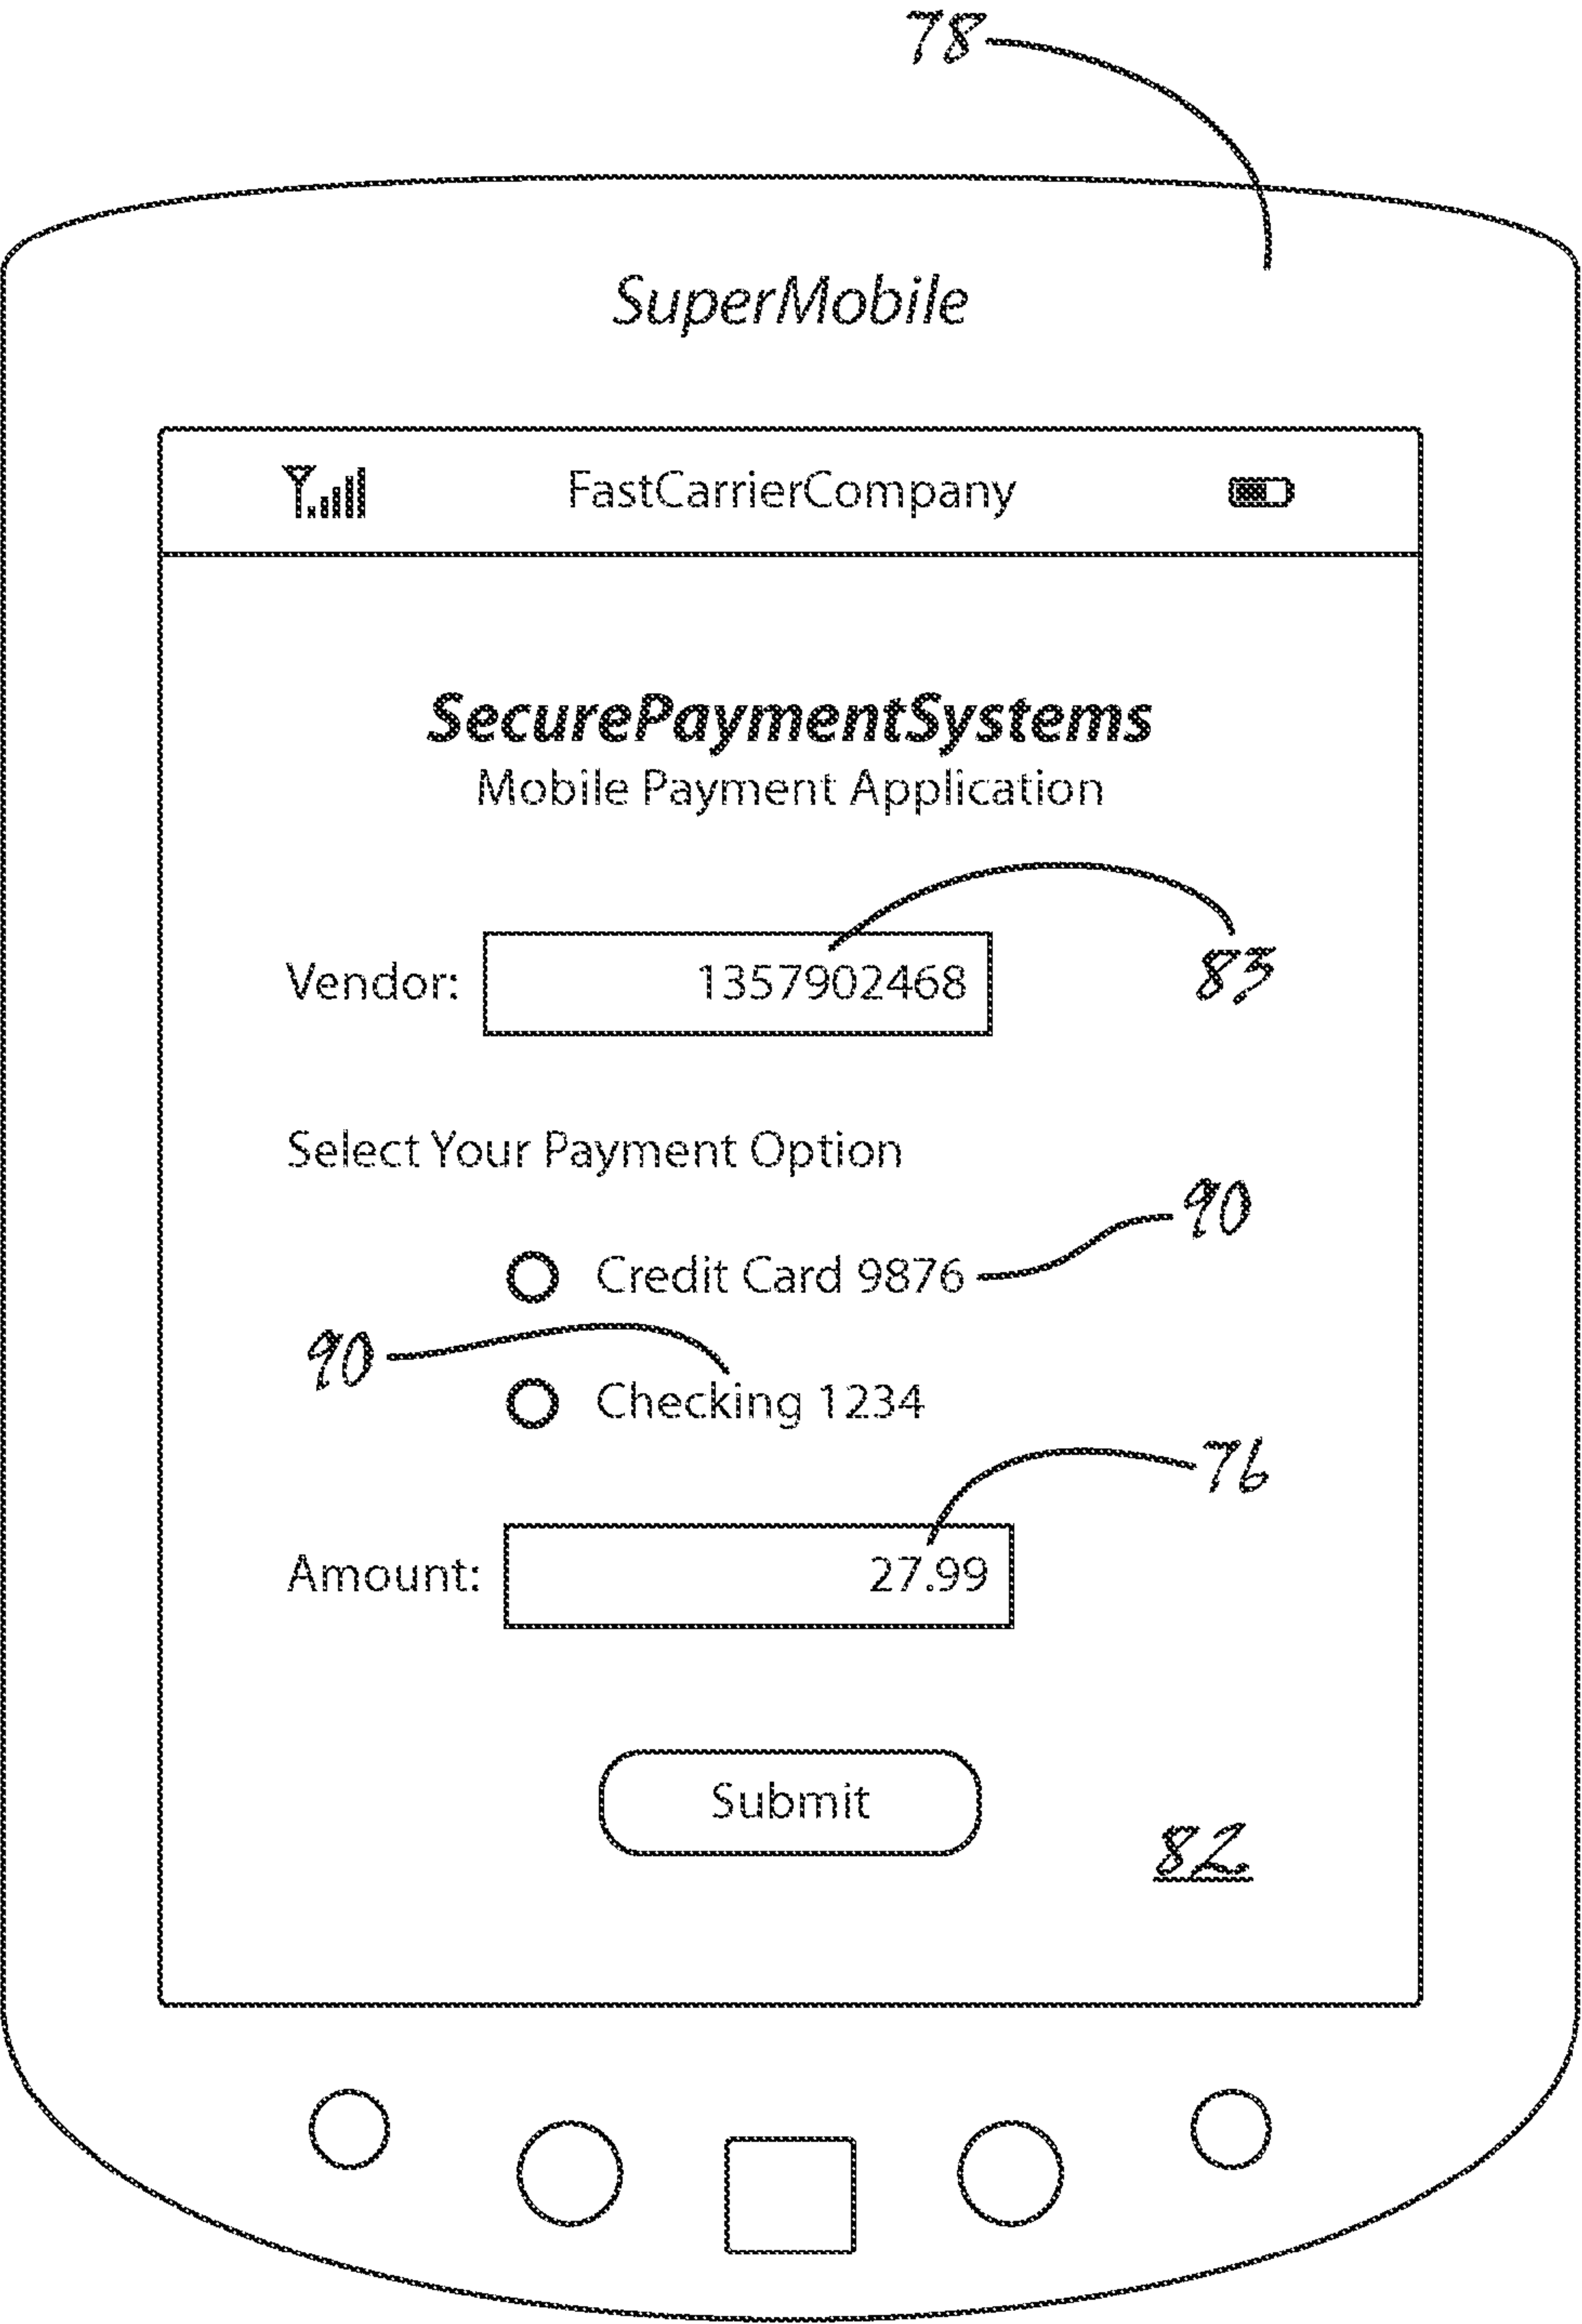 78
SuperMobile
FastCarrierCompany
SecurePaymentSystems
Mobile Payment Application
Vendor: 1357902468
83
Select Your Payment Option
90
Credit Card 9876
90
Checking 1234
76
Amount: 27.99
Submit
82